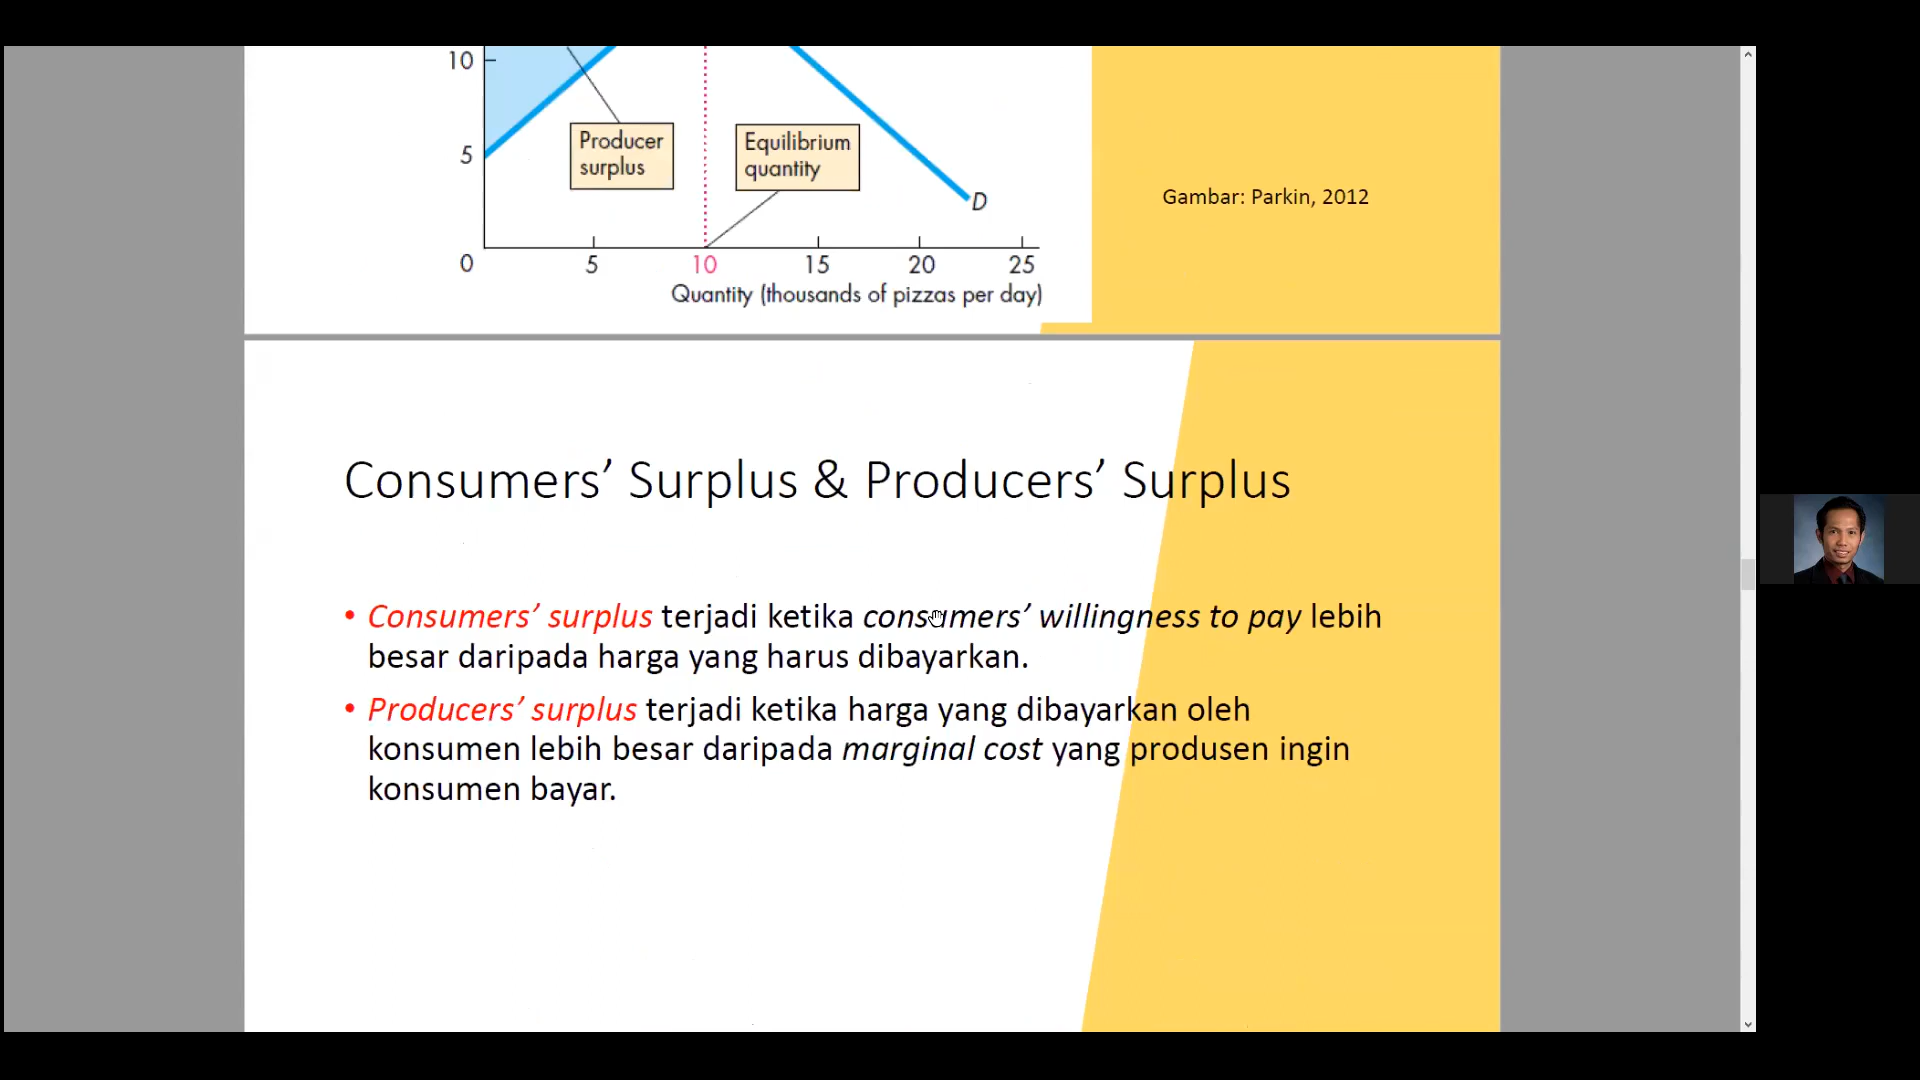 10
5
Producer
surplus
Equilibrium
quantity
D
0 5 10 15 20 25
Quantity (thousands of pizzas per day)
Gambar: Parkin, 2012
Consumers’ Surplus & Producers’ Surplus
• Consumers’ surplus terjadi ketika consumers’ willingness to pay lebih
besar daripada harga yang harus dibayarkan.
• Producers’ surplus terjadi ketika harga yang dibayarkan oleh
konsumen lebih besar daripada marginal cost yang produsen ingin
konsumen bayar.